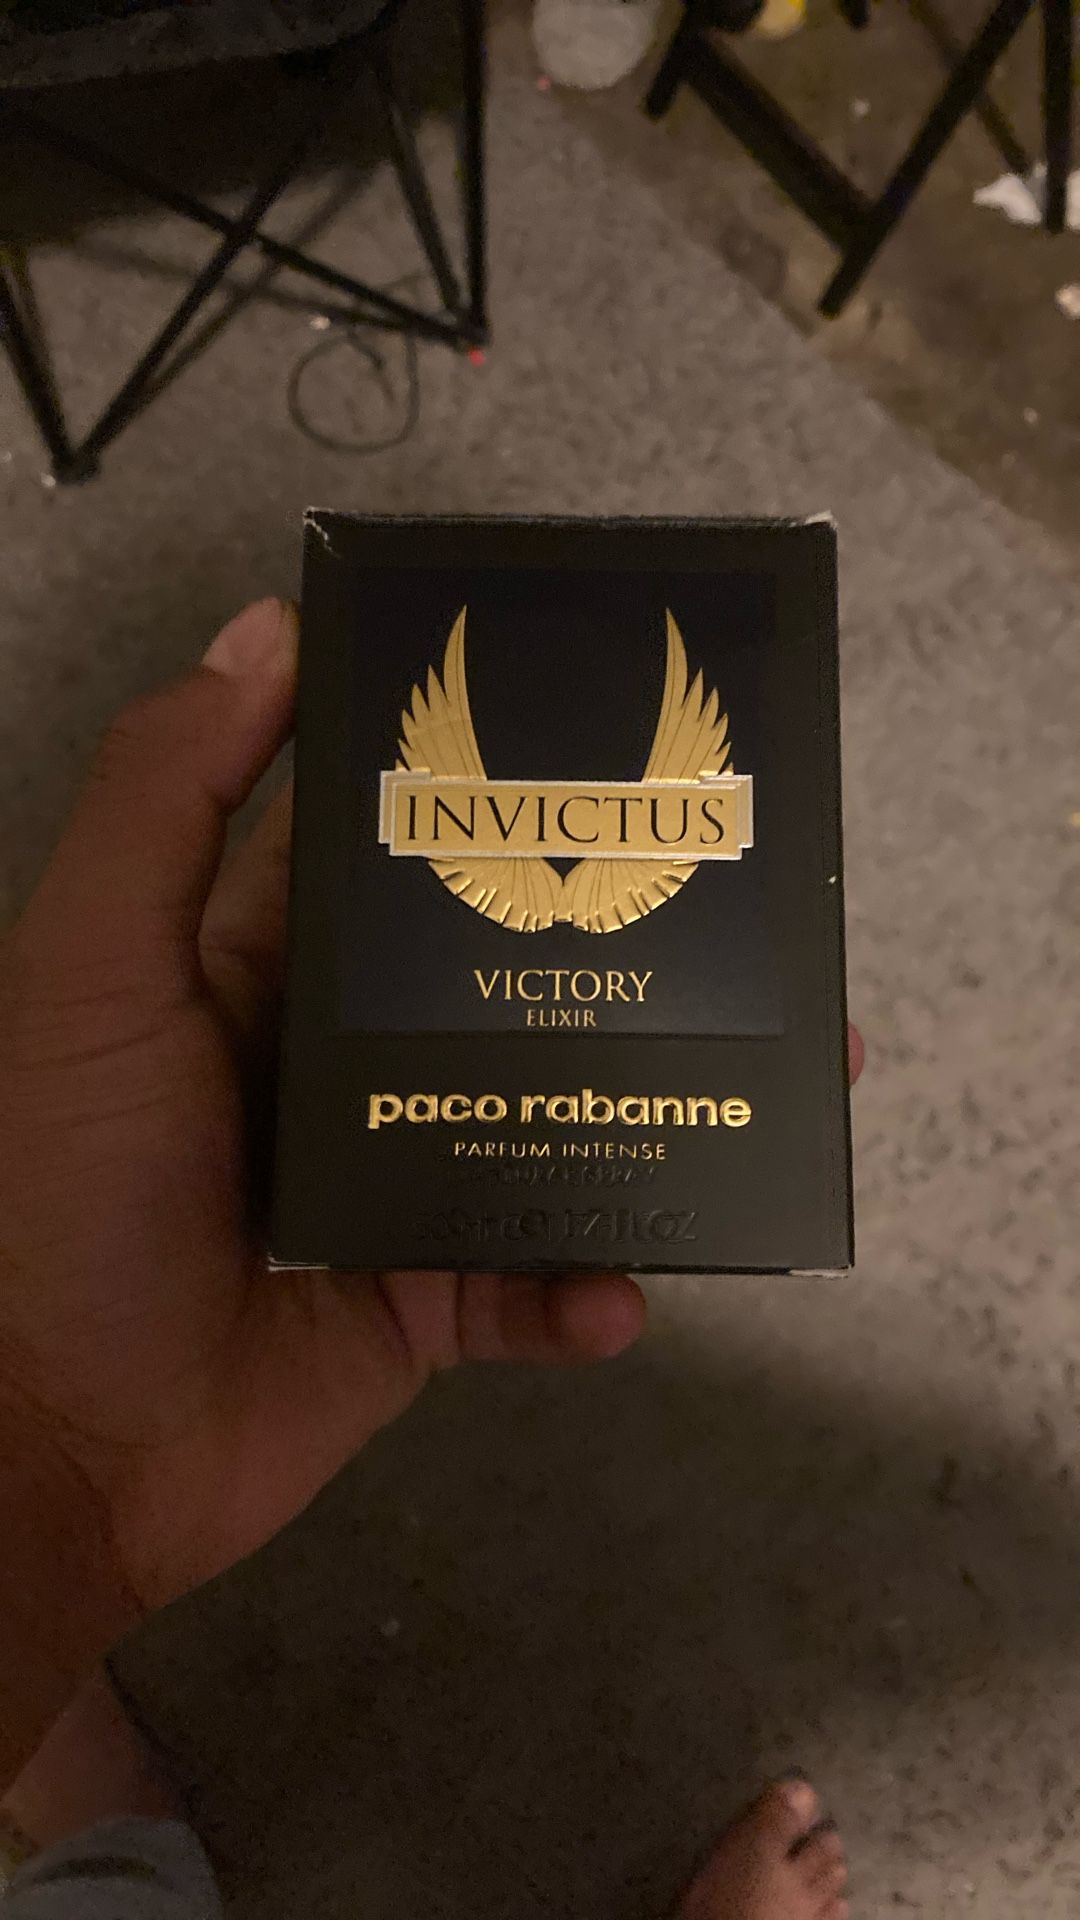 INVICTUS
VICTORY
ELIXIR
paco rabanne
PARFUM INTENSE